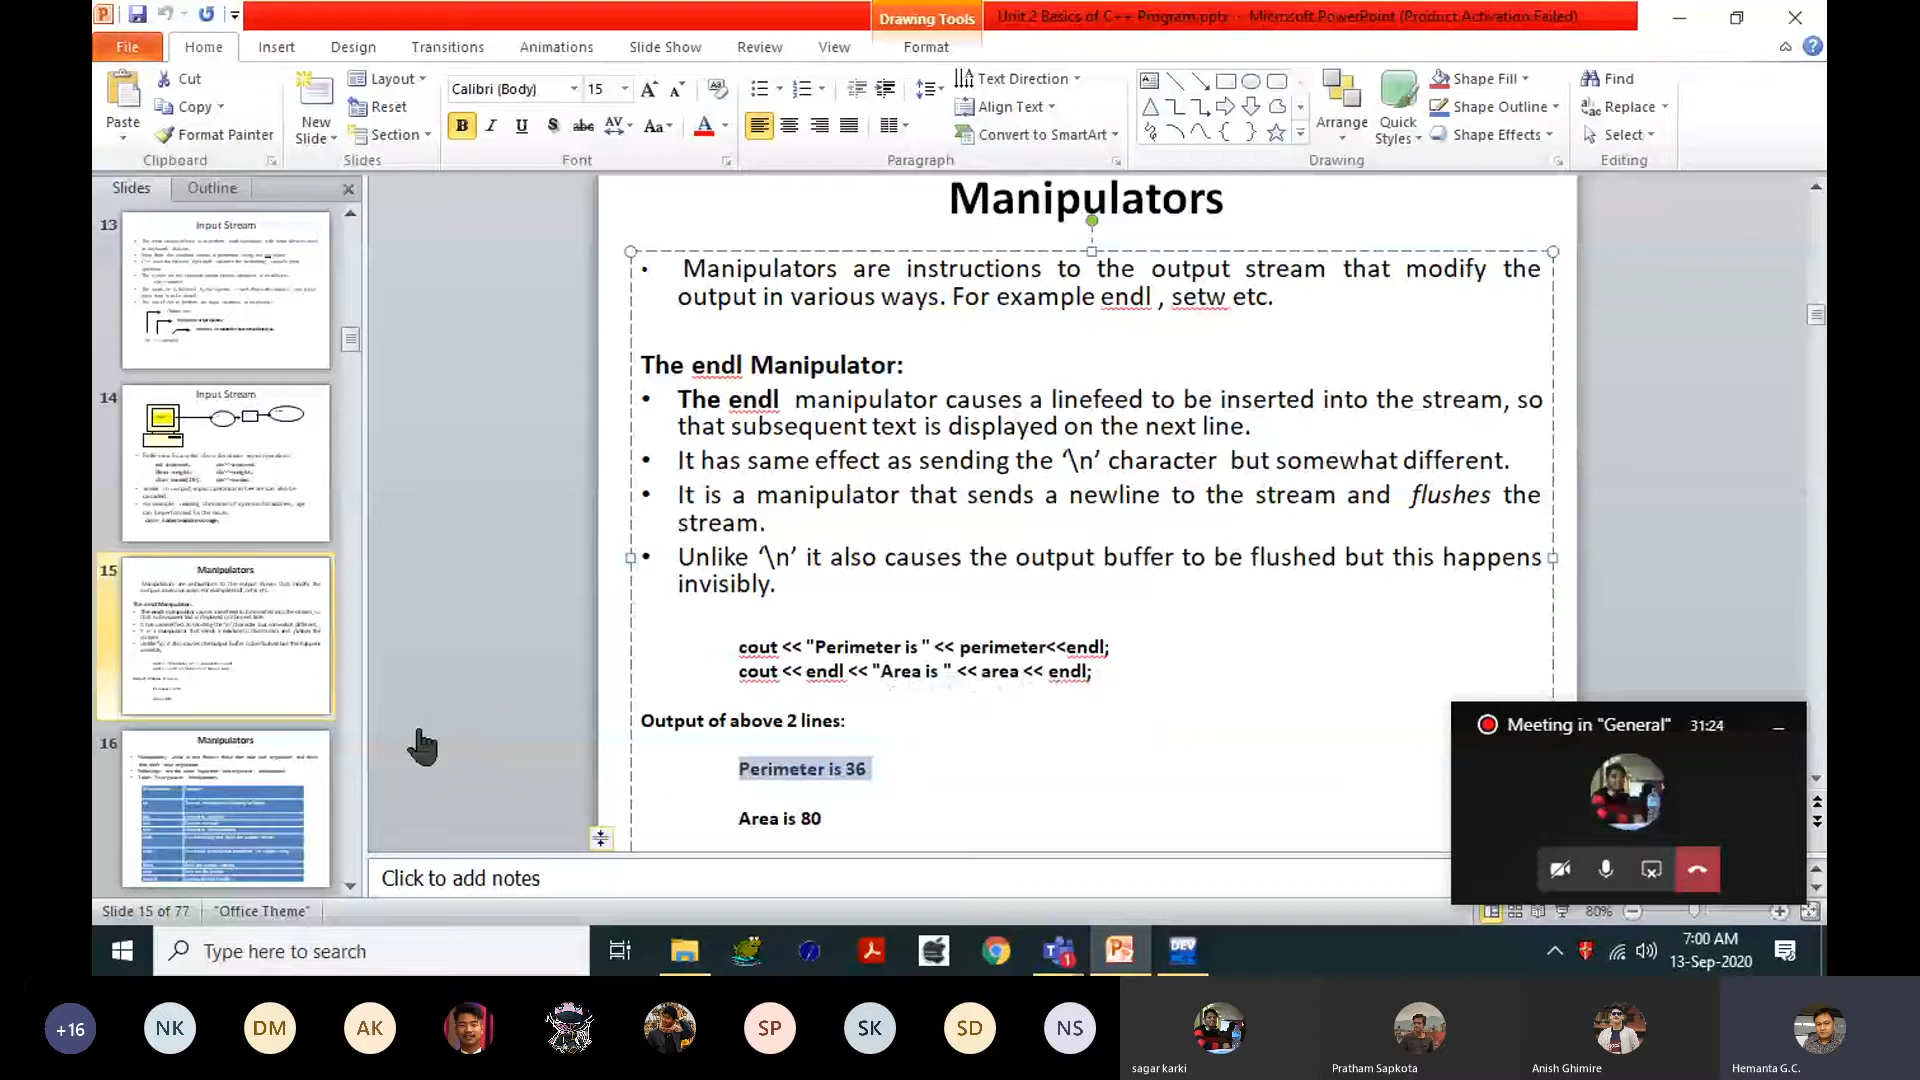 Drawing Tools
Unit 2 Basics of C++ Program.pptx - Microsoft PowerPoint (Product Activation Failed)
File Home Insert Design Transitions Animations Slide Show Review View Format
Cut
Copy
Format Painter
Paste
Clipboard
New
Slide
Layout
Reset
Section
Slides
Calibri (Body) 15
B I U S abc AV Aa A
Font
Text Direction
Align Text
Convert to SmartArt
Paragraph
Arrange
Quick
Styles
Shape Fill
Shape Outline
Shape Effects
Drawing
Find
Replace
Select
Editing
Slides Outline
13
Input Stream
14
Input Stream
15
Manipulators
16
Manipulators
Manipulators
• Manipulators are instructions to the output stream that modify the
output in various ways. For example endl , setw etc.
The endl Manipulator:
• The endl manipulator causes a linefeed to be inserted into the stream, so
that subsequent text is displayed on the next line.
• It has same effect as sending the ‘\n’ character but somewhat different.
• It is a manipulator that sends a newline to the stream and flushes the
stream.
• Unlike ‘\n’ it also causes the output buffer to be flushed but this happens
invisibly.
cout << "Perimeter is " << perimeter<<endl;
cout << endl << "Area is " << area << endl;
Output of above 2 lines:
Perimeter is 36
Area is 80
Meeting in "General" 31:24
Click to add notes
Slide 15 of 77 "Office Theme" 80%
Type here to search
DEV
7:00 AM
13-Sep-2020
+16 NK DM AK SP SK SD NS
sagar karki Pratham Sapkota Anish Ghimire Hemanta G.C.